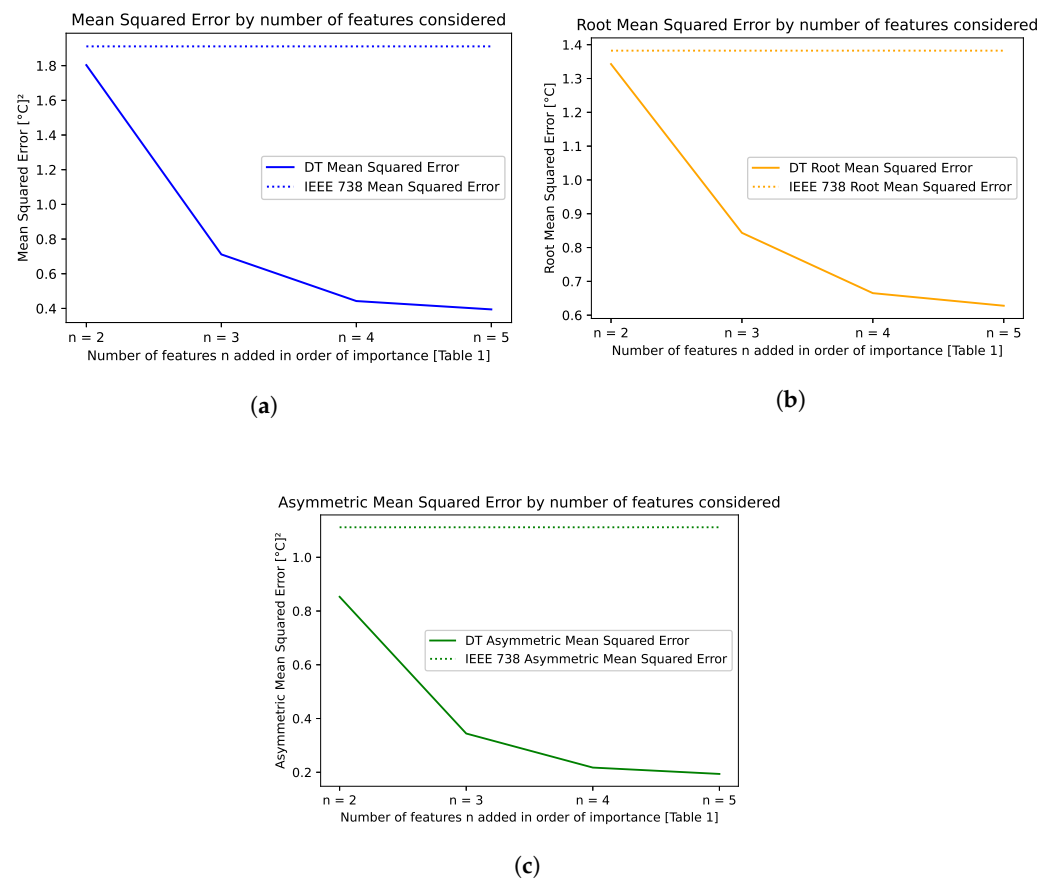 Mean Squared Error by number of features considered
Mean Squared Error [°C]²
1.8
1.6
1.4
1.2
1.0
0.8
0.6
0.4
DT Mean Squared Error
IEEE 738 Mean Squared Error
n = 2
n = 3
n = 4
n = 5
Number of features n added in order of importance [Table 1]
(a)
Root Mean Squared Error by number of features considered
Root Mean Squared Error [°C]
1.4
1.3
1.2
1.1
1.0
0.9
0.8
0.7
0.6
DT Root Mean Squared Error
IEEE 738 Root Mean Squared Error
n = 2
n = 3
n = 4
n = 5
Number of features n added in order of importance [Table 1]
(b)
Asymmetric Mean Squared Error by number of features considered
Asymmetric Mean Squared Error [°C]²
1.0
0.8
0.6
0.4
0.2
DT Asymmetric Mean Squared Error
IEEE 738 Asymmetric Mean Squared Error
n = 2
n = 3
n = 4
n = 5
Number of features n added in order of importance [Table 1]
(c)